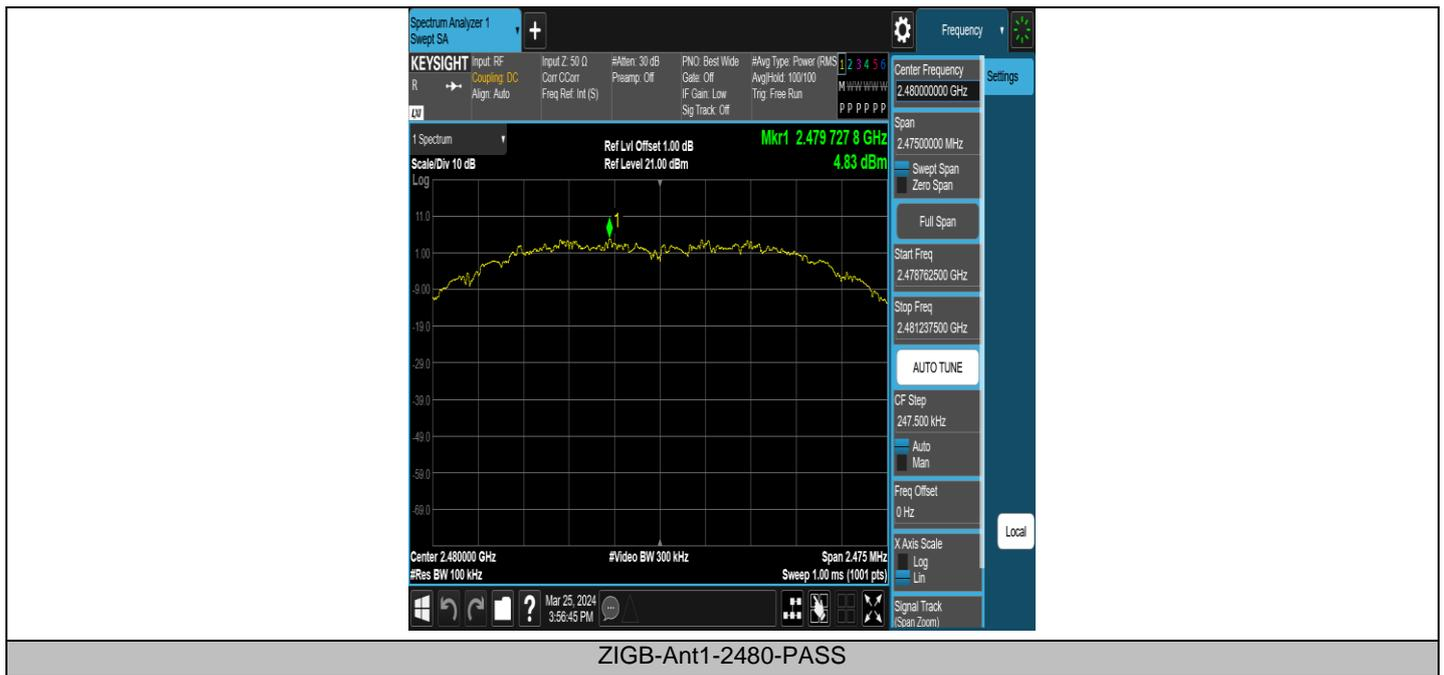 Spectrum Analyzer 1
Swept SA
+
Frequency
KEYSIGHT
R
LXI
Input: RF
Coupling: DC
Align: Auto
Input Z: 50 Ω
Corr CCorr
Freq Ref: Int (S)
#Atten: 30 dB
Preamp: Off
PNO: Best Wide
Gate: Off
IF Gain: Low
Sig Track: Off
#Avg Type: Power (RMS
Avg|Hold: 100/100
Trig: Free Run
1 2 3 4 5 6
M W W W W W
P P P P P P
1 Spectrum
Scale/Div 10 dB
Log
Ref Lvl Offset 1.00 dB
Ref Level 21.00 dBm
Mkr1 2.479 727 8 GHz
4.83 dBm
1
11.0
1.00
-9.00
-19.0
-29.0
-39.0
-49.0
-59.0
-69.0
Center 2.480000 GHz
#Res BW 100 kHz
#Video BW 300 kHz
Span 2.475 MHz
Sweep 1.00 ms (1001 pts)
?
Mar 25, 2024
3:56:45 PM
Center Frequency
2.480000000 GHz
Settings
Span
2.47500000 MHz
Swept Span
Zero Span
Full Span
Start Freq
2.478762500 GHz
Stop Freq
2.481237500 GHz
AUTO TUNE
CF Step
247.500 kHz
Auto
Man
Freq Offset
0 Hz
Local
X Axis Scale
Log
Lin
Signal Track
(Span Zoom)
ZIGB-Ant1-2480-PASS